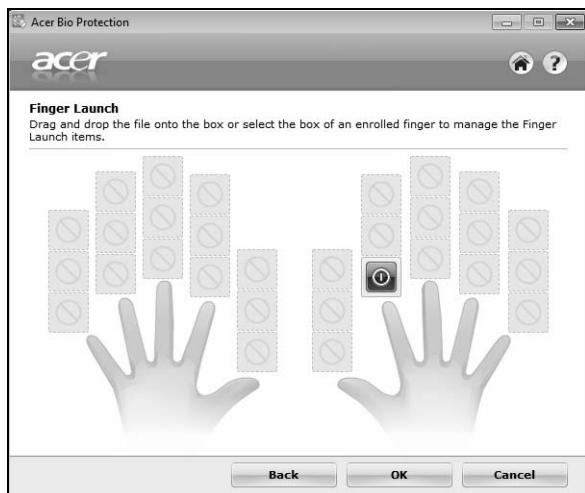 Acer Bio Protection
acer
?
Finger Launch
Drag and drop the file onto the box or select the box of an enrolled finger to manage the Finger
Launch items.
Back
OK
Cancel